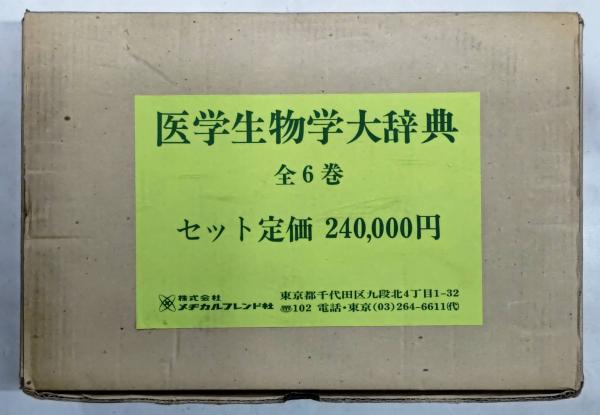 医学生物学大辞典
全6巻
セット定価 240,000円
株式会社
メヂカルフレンド社
東京都千代田区九段北4丁目1-32
〠102 電話・東京(03)264-6611㈹